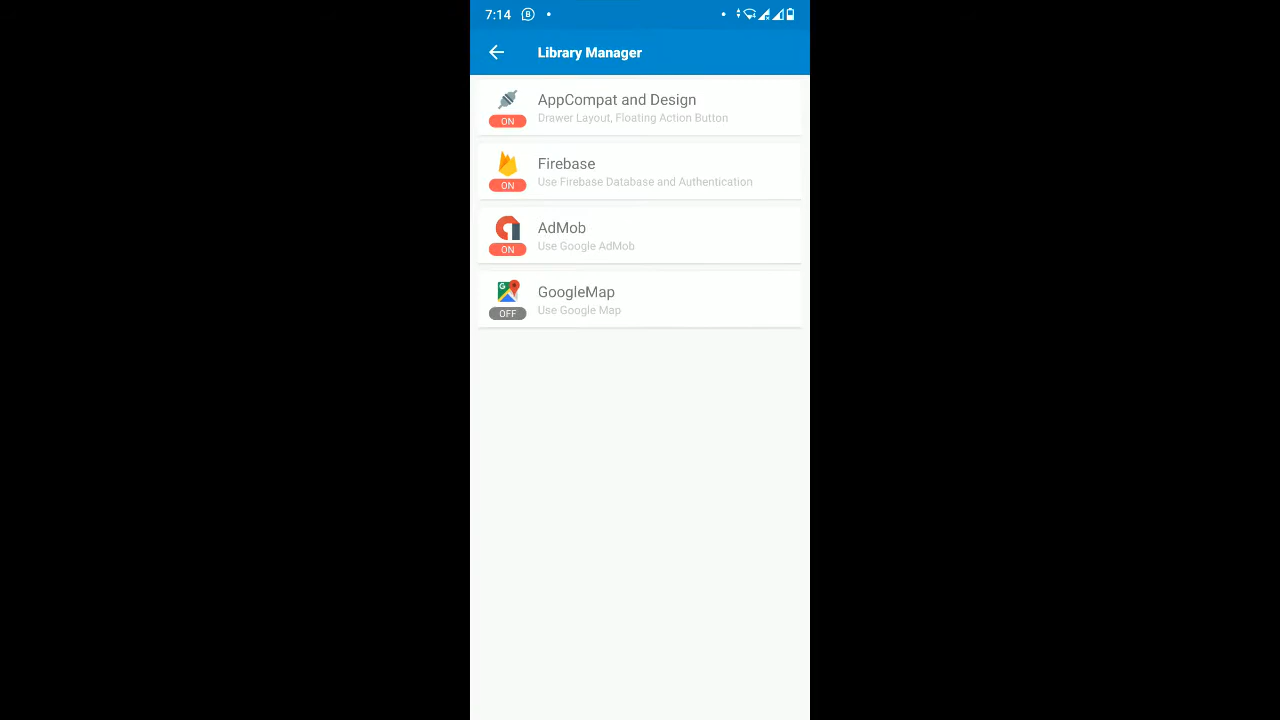 7:14
Library Manager
AppCompat and Design
Drawer Layout, Floating Action Button
ON
Firebase
Use Firebase Database and Authentication
ON
AdMob
Use Google AdMob
ON
GoogleMap
Use Google Map
OFF